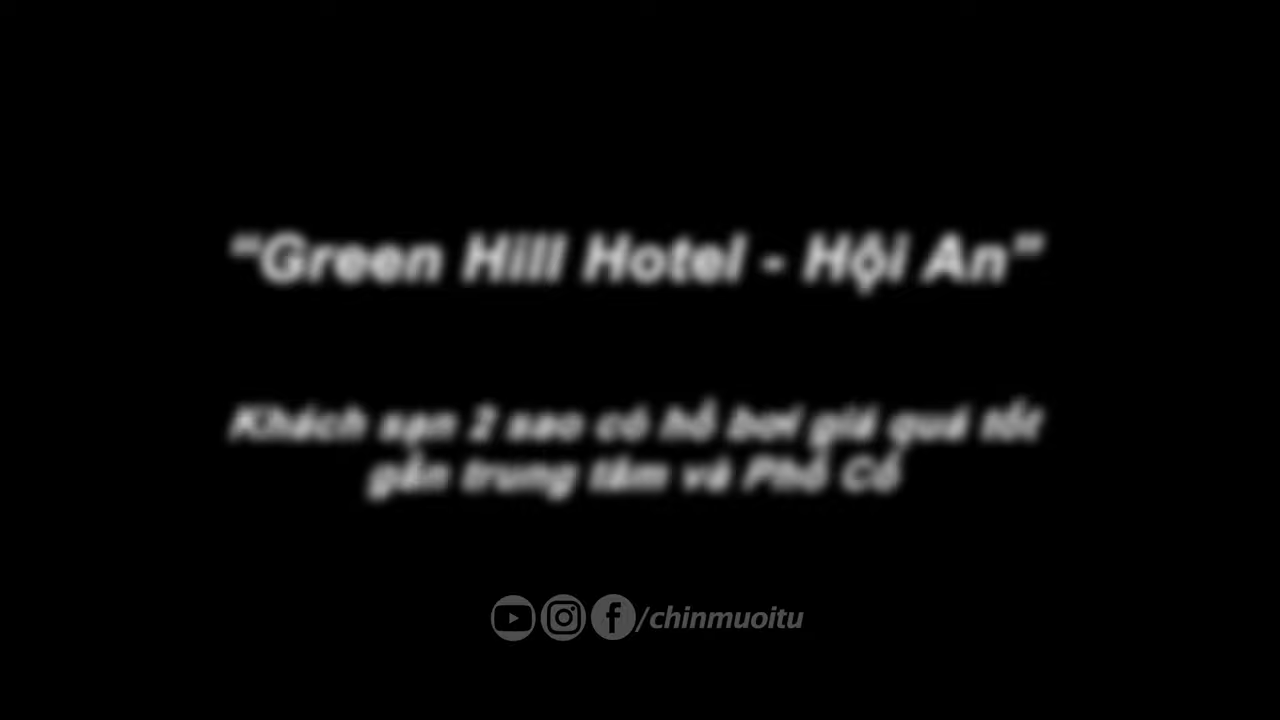 “Green Hill Hotel - Hội An”
Khách sạn 2 sao có hồ bơi giá quá tốt
gần trung tâm và Phố Cổ
/chinmuoitu